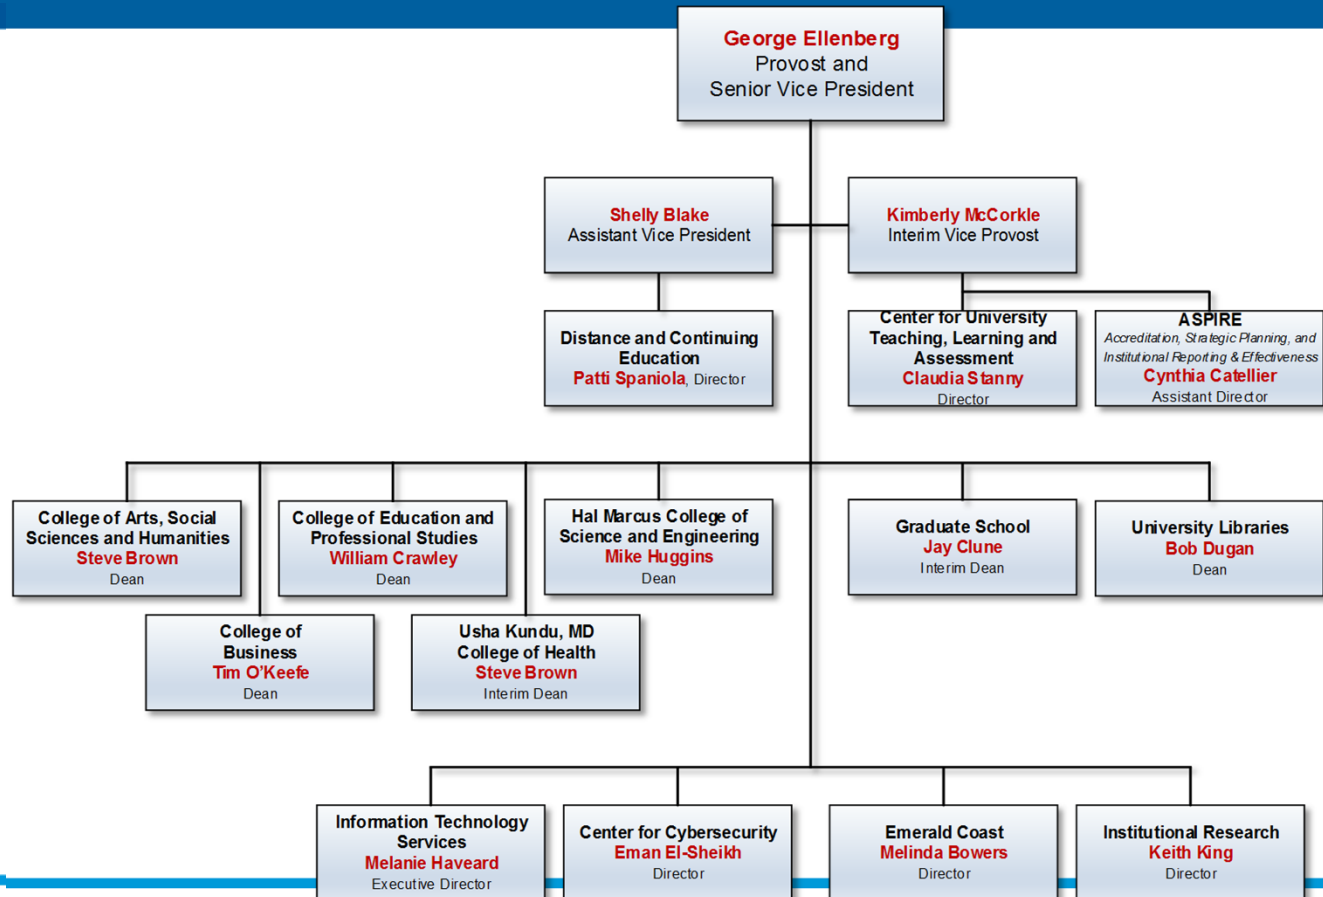 George Ellenberg
Provost and
Senior Vice President
Shelly Blake
Assistant Vice President
Kimberly McCorkle
Interim Vice Provost
Distance and Continuing
Education
Patti Spaniola, Director
Center for University
Teaching, Learning and
Assessment
Claudia Stanny
Director
ASPIRE
Accreditation, Strategic Planning, and
Institutional Reporting & Effectiveness
Cynthia Catellier
Assistant Director
College of Arts, Social
Sciences and Humanities
Steve Brown
Dean
College of Education and
Professional Studies
William Crawley
Dean
Hal Marcus College of
Science and Engineering
Mike Huggins
Dean
Graduate School
Jay Clune
Interim Dean
University Libraries
Bob Dugan
Dean
College of
Business
Tim O'Keefe
Dean
Usha Kundu, MD
College of Health
Steve Brown
Interim Dean
Information Technology
Services
Melanie Haveard
Executive Director
Center for Cybersecurity
Eman El-Sheikh
Director
Emerald Coast
Melinda Bowers
Director
Institutional Research
Keith King
Director